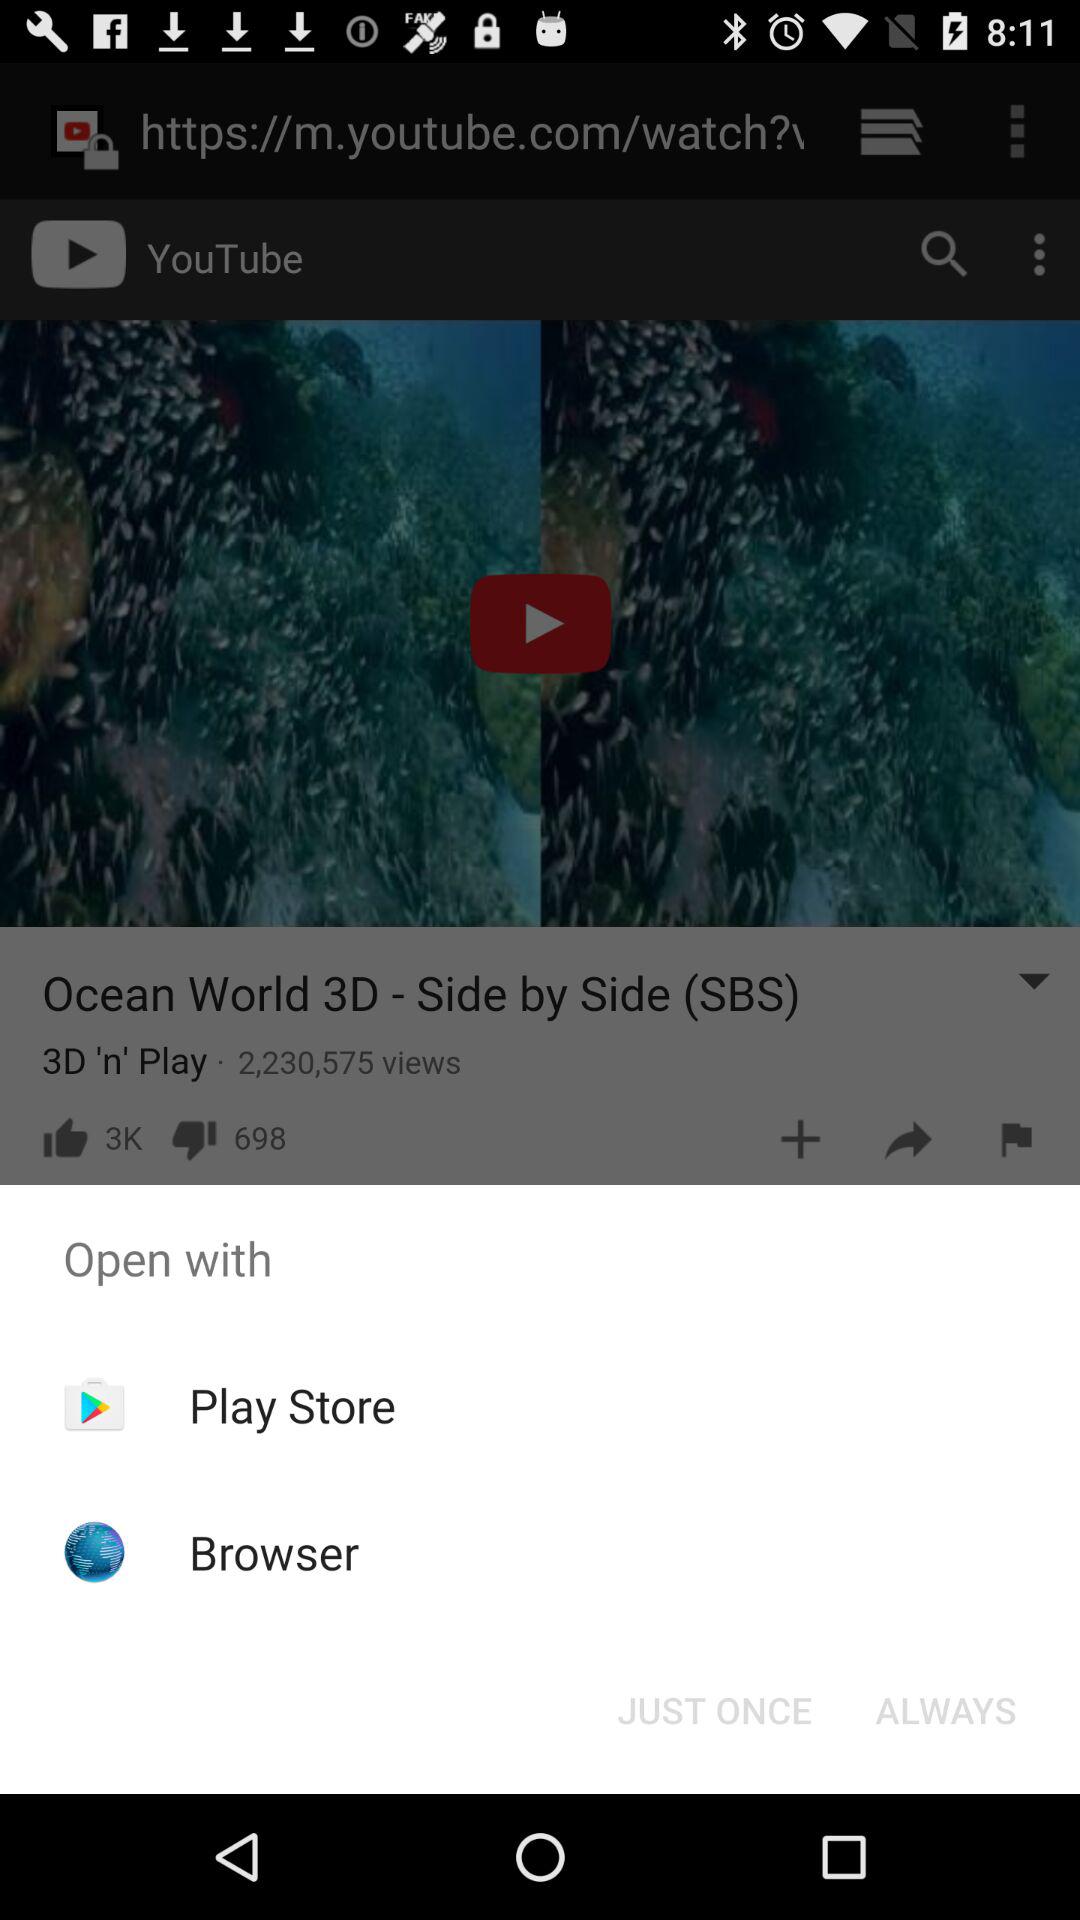 FAKE
8:11
https://m.youtube.com/watch?v
YouTube
Ocean World 3D - Side by Side (SBS)
3D 'n' Play · 2,230,575 views
3K 698
Open with
Play Store
Browser
JUST ONCE ALWAYS